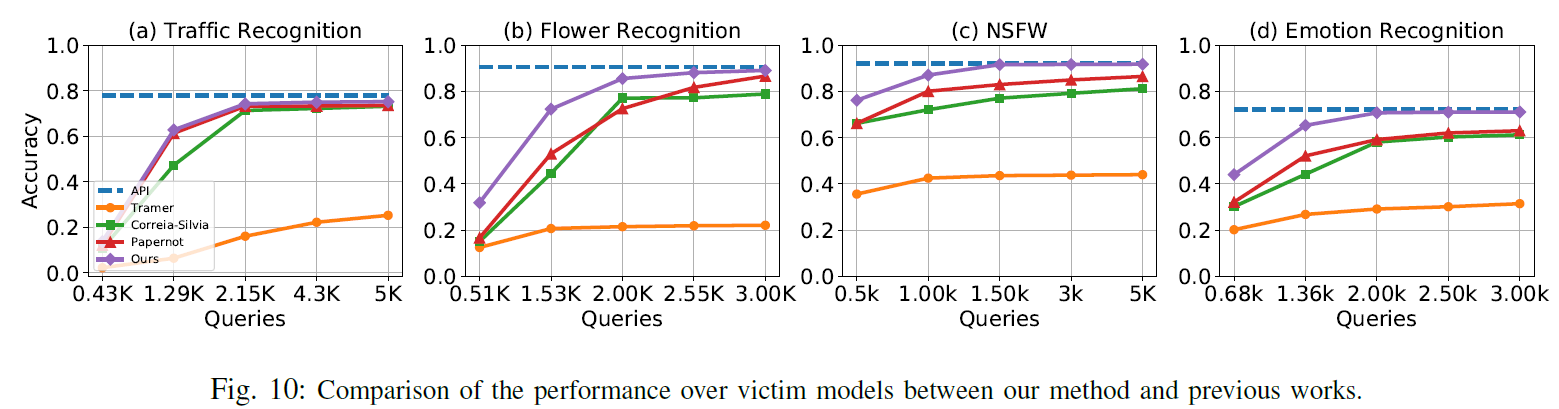 (a) Traffic Recognition
1.0
0.8
0.6
0.4
0.2
0.0
Accuracy
API
Tramer
Correia-Silvia
Papernot
Ours
0.43K 1.29K 2.15K 4.3K 5K
Queries
(b) Flower Recognition
1.0
0.8
0.6
0.4
0.2
0.0
0.51K 1.53K 2.00K 2.55K 3.00K
Queries
(c) NSFW
1.0
0.8
0.6
0.4
0.2
0.0
0.5k 1.00k 1.50k 3k 5K
Queries
(d) Emotion Recognition
1.0
0.8
0.6
0.4
0.2
0.0
0.68k 1.36k 2.00k 2.50k 3.00k
Queries
Fig. 10: Comparison of the performance over victim models between our method and previous works.